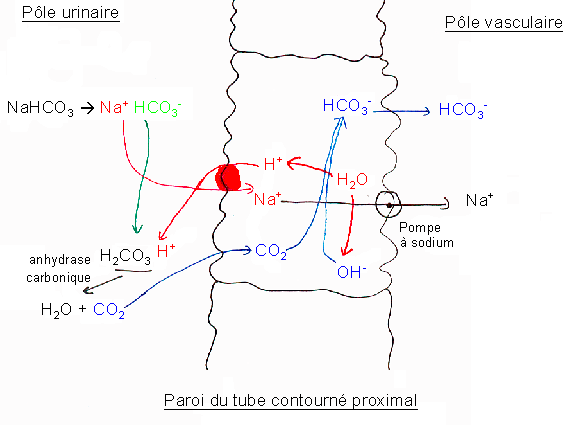 Pôle urinaire
Pôle vasculaire
NaHCO₃ → Na⁺ HCO₃⁻
HCO₃⁻
HCO₃⁻
H⁺
H₂O
Na⁺
Na⁺
Pompe
à sodium
anhydrase
carbonique
H₂CO₃
H⁺
CO₂
OH⁻
H₂O + CO₂
Paroi du tube contourné proximal